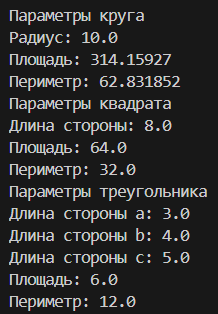 Параметры круга
Радиус: 10.0
Площадь: 314.15927
Периметр: 62.831852
Параметры квадрата
Длина стороны: 8.0
Площадь: 64.0
Периметр: 32.0
Параметры треугольника
Длина стороны a: 3.0
Длина стороны b: 4.0
Длина стороны c: 5.0
Площадь: 6.0
Периметр: 12.0